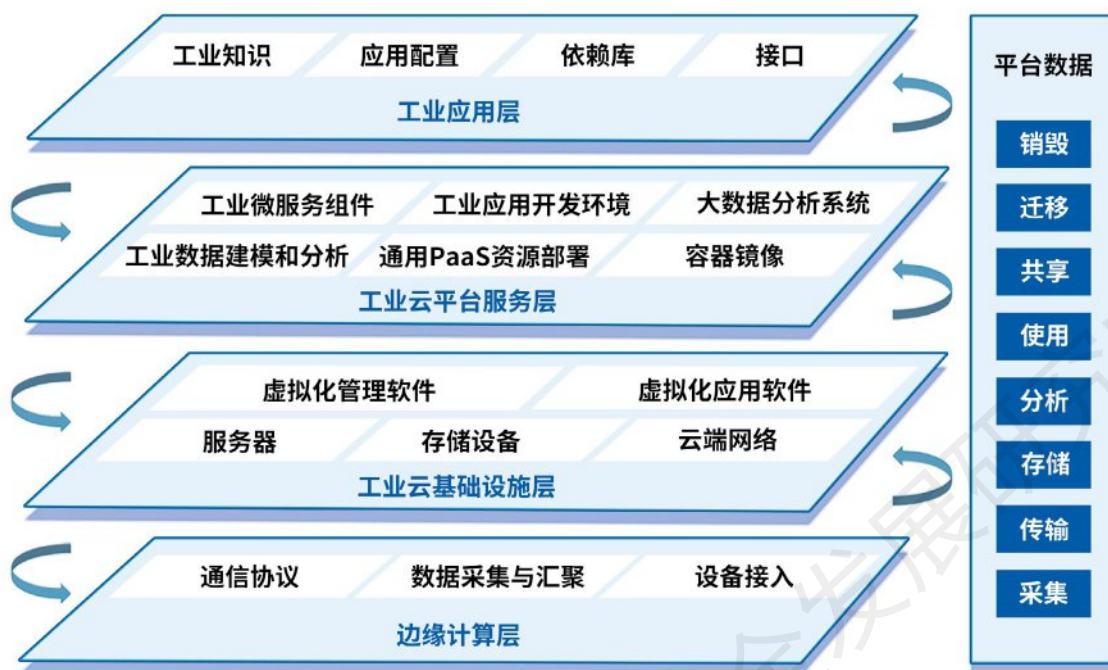 工业知识 应用配置 依赖库 接口
工业应用层
工业微服务组件 工业应用开发环境 大数据分析系统
工业数据建模和分析 通用PaaS资源部署 容器镜像
工业云平台服务层
虚拟化管理软件 虚拟化应用软件
服务器 存储设备 云端网络
工业云基础设施层
通信协议 数据采集与汇聚 设备接入
边缘计算层
平台数据
销毁
迁移
共享
使用
分析
存储
传输
采集
发展研究